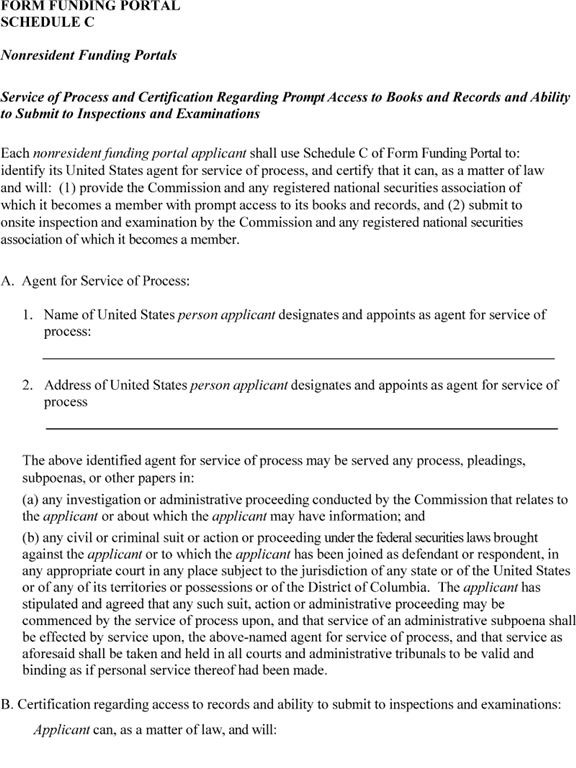 FORM FUNDING PORTAL
SCHEDULE C
Nonresident Funding Portals
Service of Process and Certification Regarding Prompt Access to Books and Records and Ability
to Submit to Inspections and Examinations
Each nonresident funding portal applicant shall use Schedule C of Form Funding Portal to:
identify its United States agent for service of process, and certify that it can, as a matter of law
and will:  (1) provide the Commission and any registered national securities association of
which it becomes a member with prompt access to its books and records, and (2) submit to
onsite inspection and examination by the Commission and any registered national securities
association of which it becomes a member.
A.  Agent for Service of Process:
1.  Name of United States person applicant designates and appoints as agent for service of
process:
2.  Address of United States person applicant designates and appoints as agent for service of
process
The above identified agent for service of process may be served any process, pleadings,
subpoenas, or other papers in:
(a) any investigation or administrative proceeding conducted by the Commission that relates to
the applicant or about which the applicant may have information; and
(b) any civil or criminal suit or action or proceeding under the federal securities laws brought
against the applicant or to which the applicant has been joined as defendant or respondent, in
any appropriate court in any place subject to the jurisdiction of any state or of the United States
or of any of its territories or possessions or of the District of Columbia.  The applicant has
stipulated and agreed that any such suit, action or administrative proceeding may be
commenced by the service of process upon, and that service of an administrative subpoena shall
be effected by service upon, the above-named agent for service of process, and that service as
aforesaid shall be taken and held in all courts and administrative tribunals to be valid and
binding as if personal service thereof had been made.
B. Certification regarding access to records and ability to submit to inspections and examinations:
Applicant can, as a matter of law, and will: